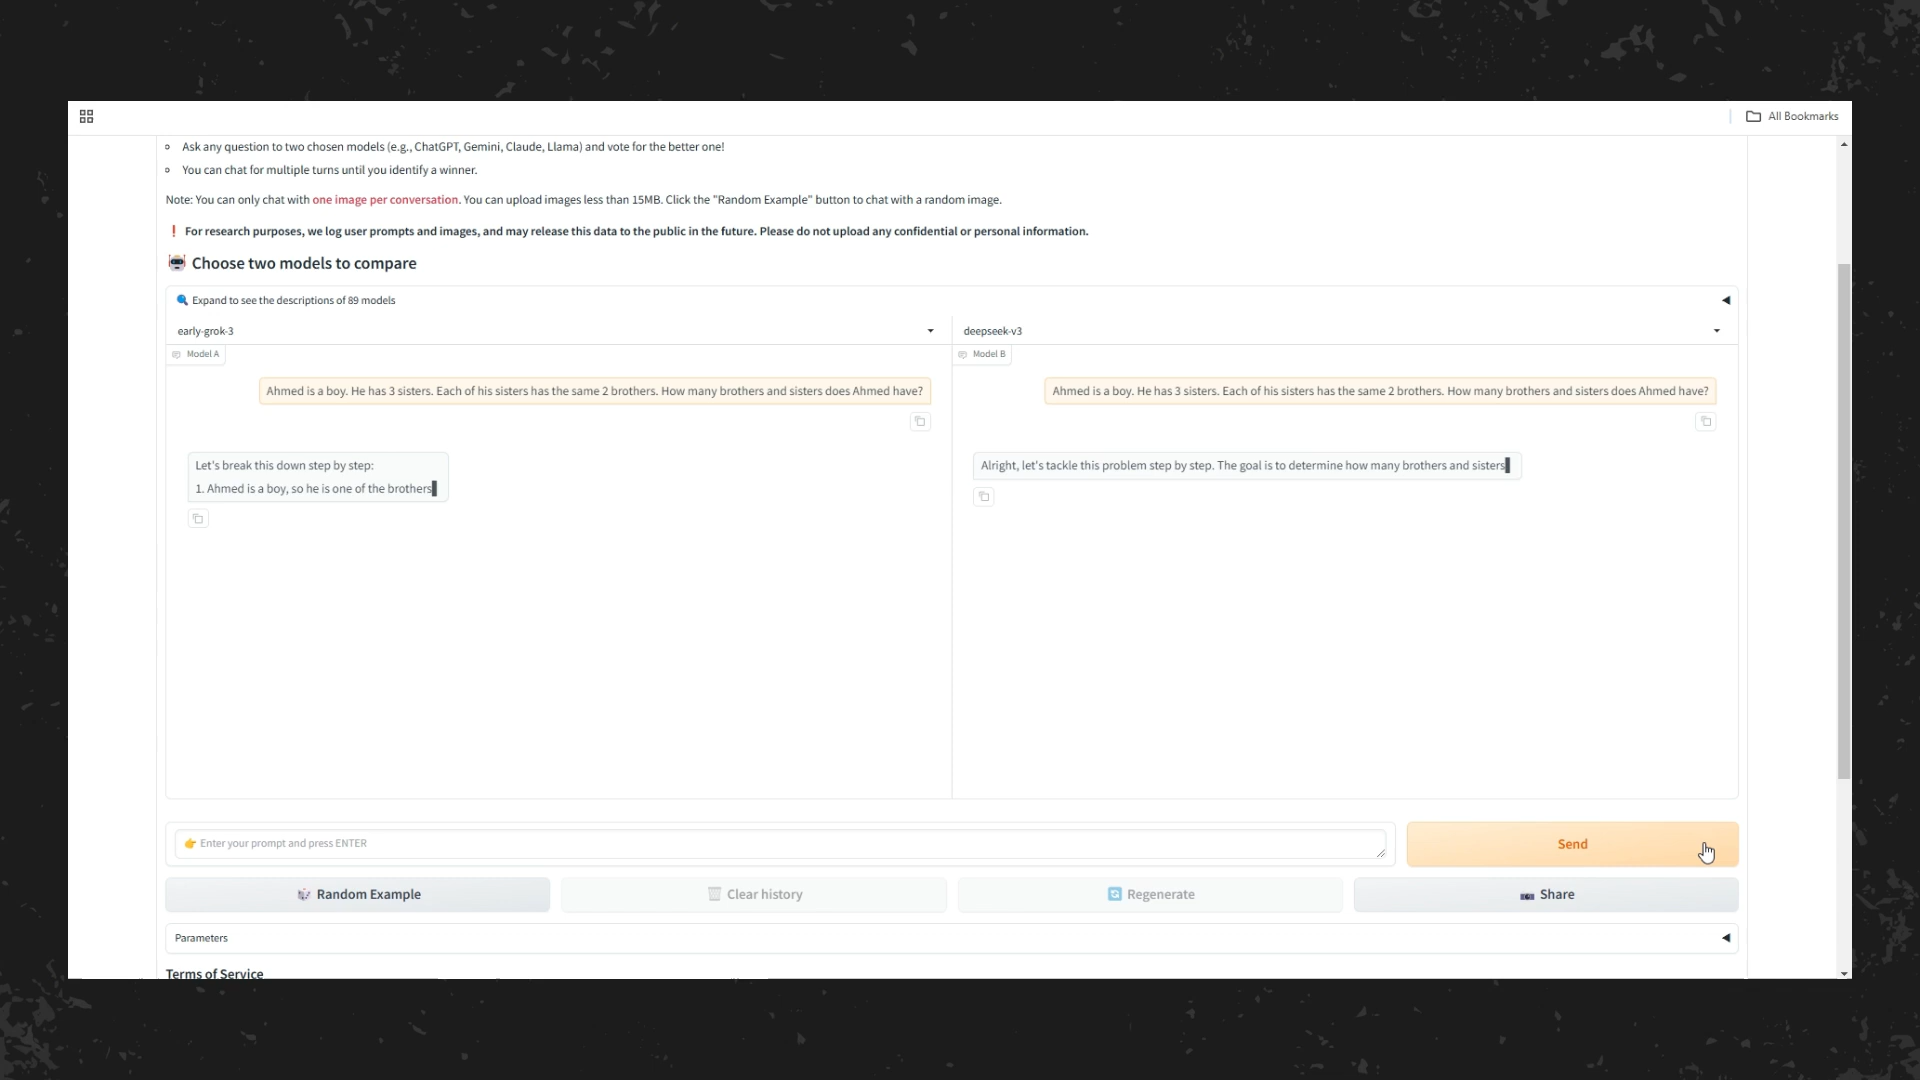 All Bookmarks
Ask any question to two chosen models (e.g., ChatGPT, Gemini, Claude, Llama) and vote for the better one!
You can chat for multiple turns until you identify a winner.
Note: You can only chat with one image per conversation. You can upload images less than 15MB. Click the "Random Example" button to chat with a random image.
❗ For research purposes, we log user prompts and images, and may release this data to the public in the future. Please do not upload any confidential or personal information.
🤖 Choose two models to compare
🔍 Expand to see the descriptions of 89 models
early-grok-3
deepseek-v3
Model A
Model B
Ahmed is a boy. He has 3 sisters. Each of his sisters has the same 2 brothers. How many brothers and sisters does Ahmed have?
Ahmed is a boy. He has 3 sisters. Each of his sisters has the same 2 brothers. How many brothers and sisters does Ahmed have?
Let's break this down step by step:
1. Ahmed is a boy, so he is one of the brothers
Alright, let's tackle this problem step by step. The goal is to determine how many brothers and sisters
👉 Enter your prompt and press ENTER
Send
🎲 Random Example
🗑️ Clear history
🔄 Regenerate
📷 Share
Parameters
Terms of Service